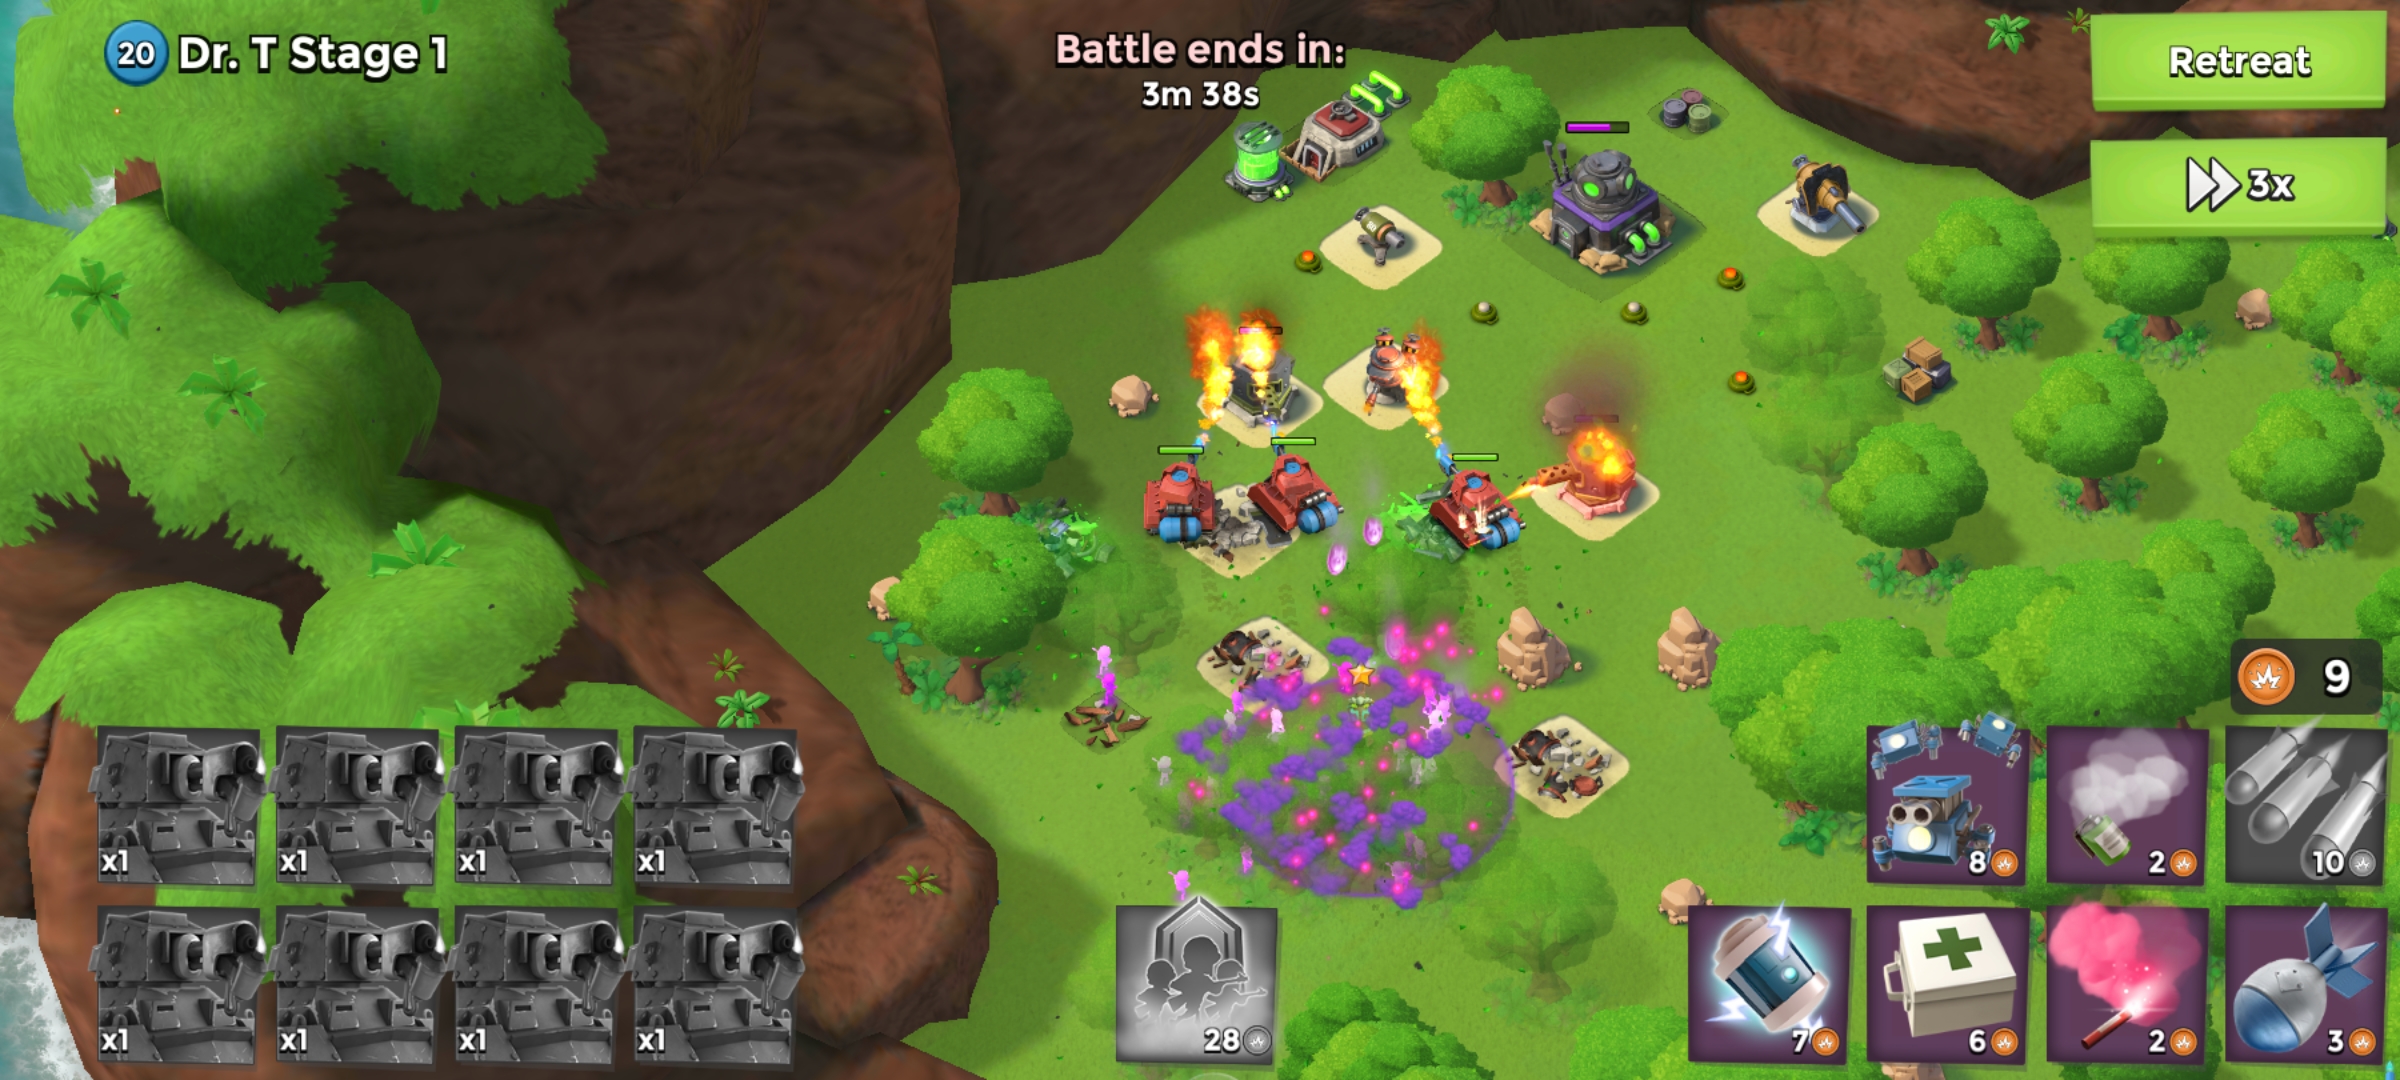 20 Dr. T Stage 1
Battle ends in:
3m 38s
Retreat
3x
9
x1 x1 x1 x1
8 2 10
x1 x1 x1 x1
28 7 6 2 3